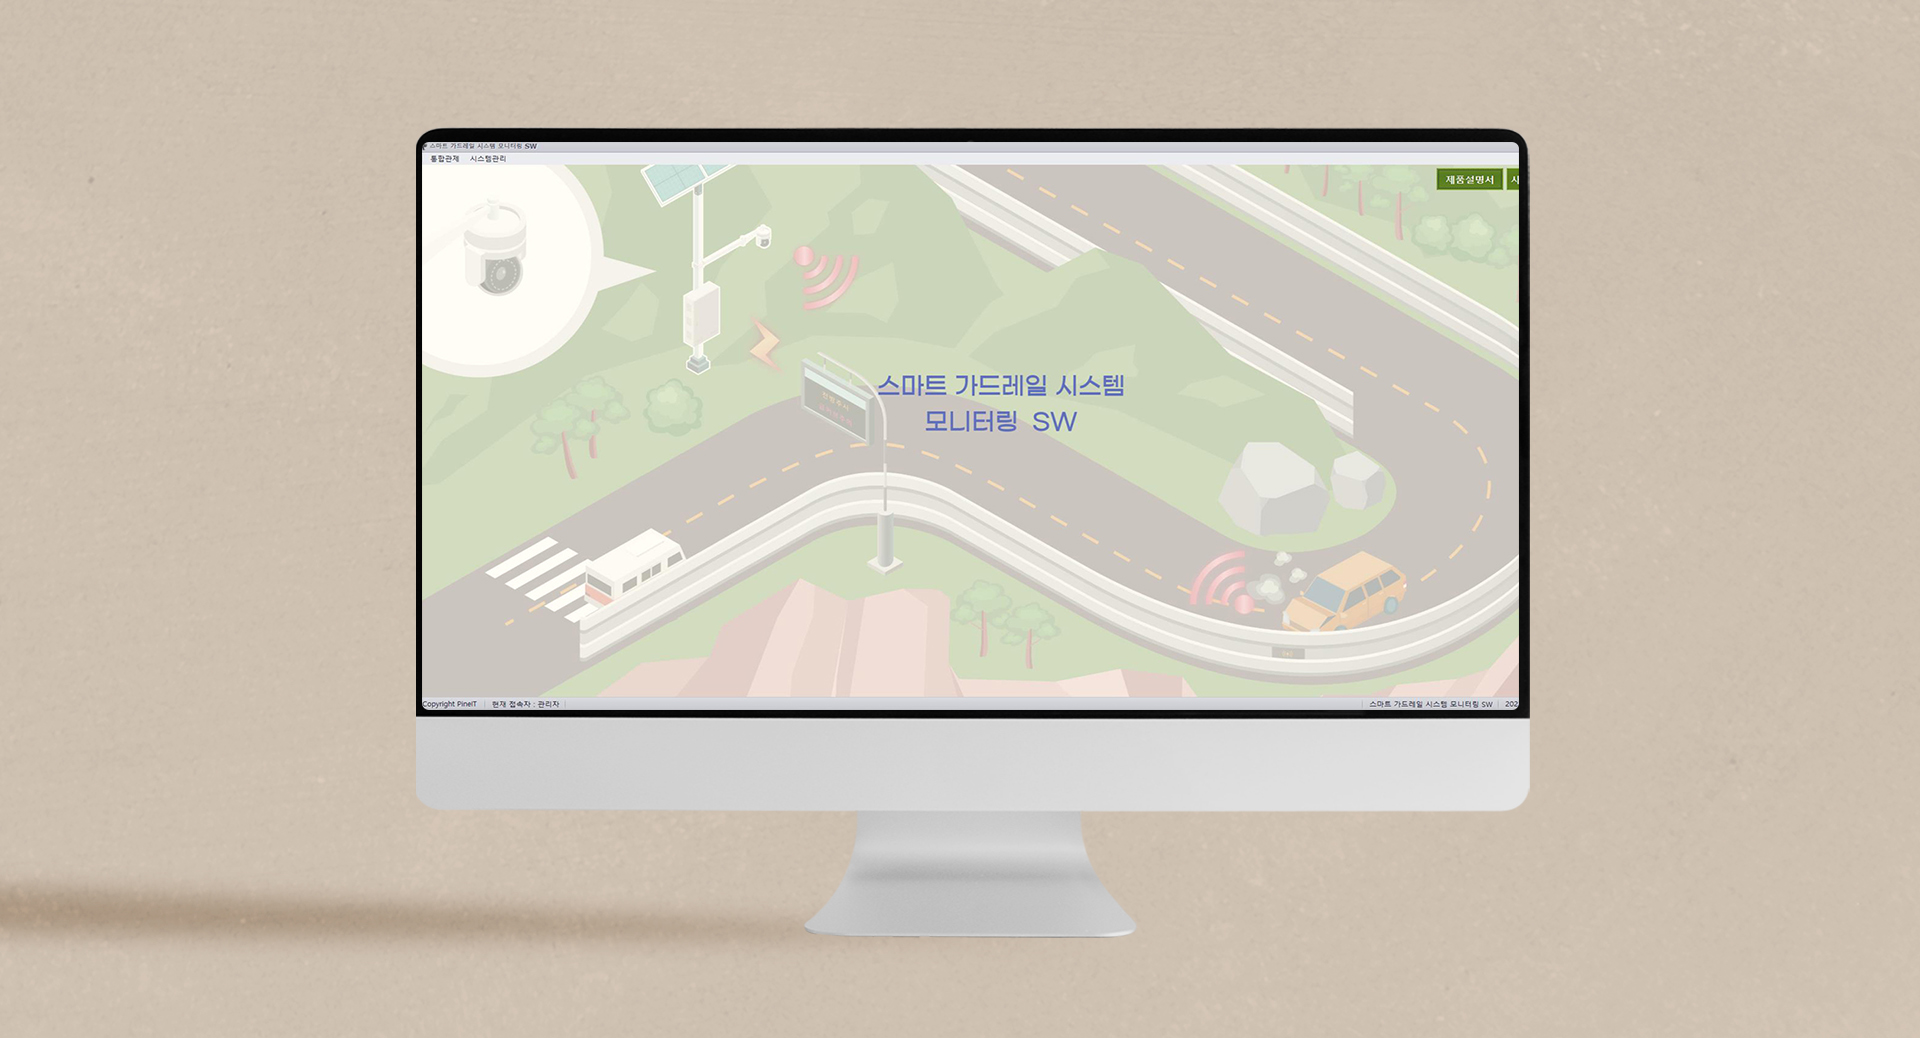 스마트 가드레일 시스템 모니터링 SW
통합관제 시스템관리
제품설명서
스마트 가드레일 시스템
모니터링 SW
Copyright PineIT 현재 접속자 : 관리자
스마트 가드레일 시스템 모니터링 SW